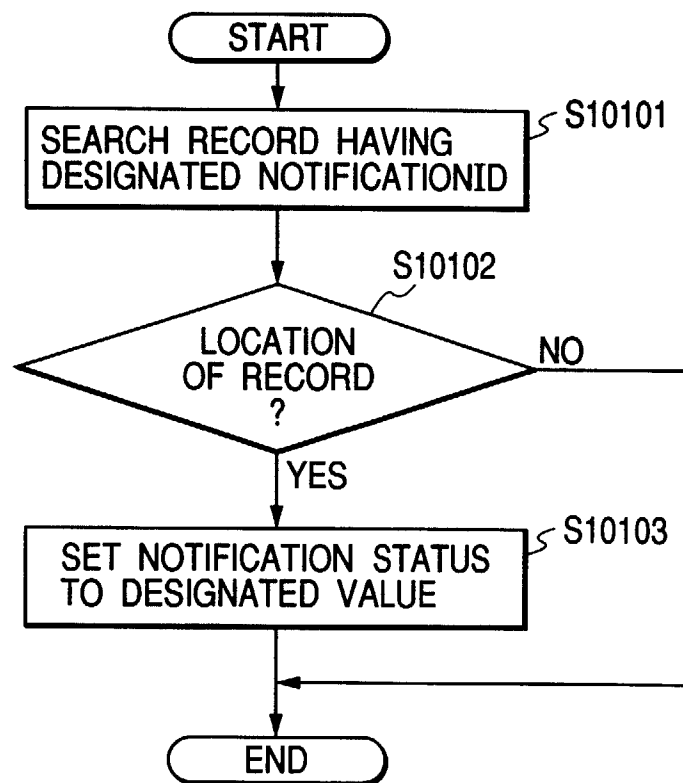 START
S10101
SEARCH RECORD HAVING
DESIGNATED NOTIFICATIONID
S10102
LOCATION
OF RECORD
?
NO
YES
S10103
SET NOTIFICATION STATUS
TO DESIGNATED VALUE
END